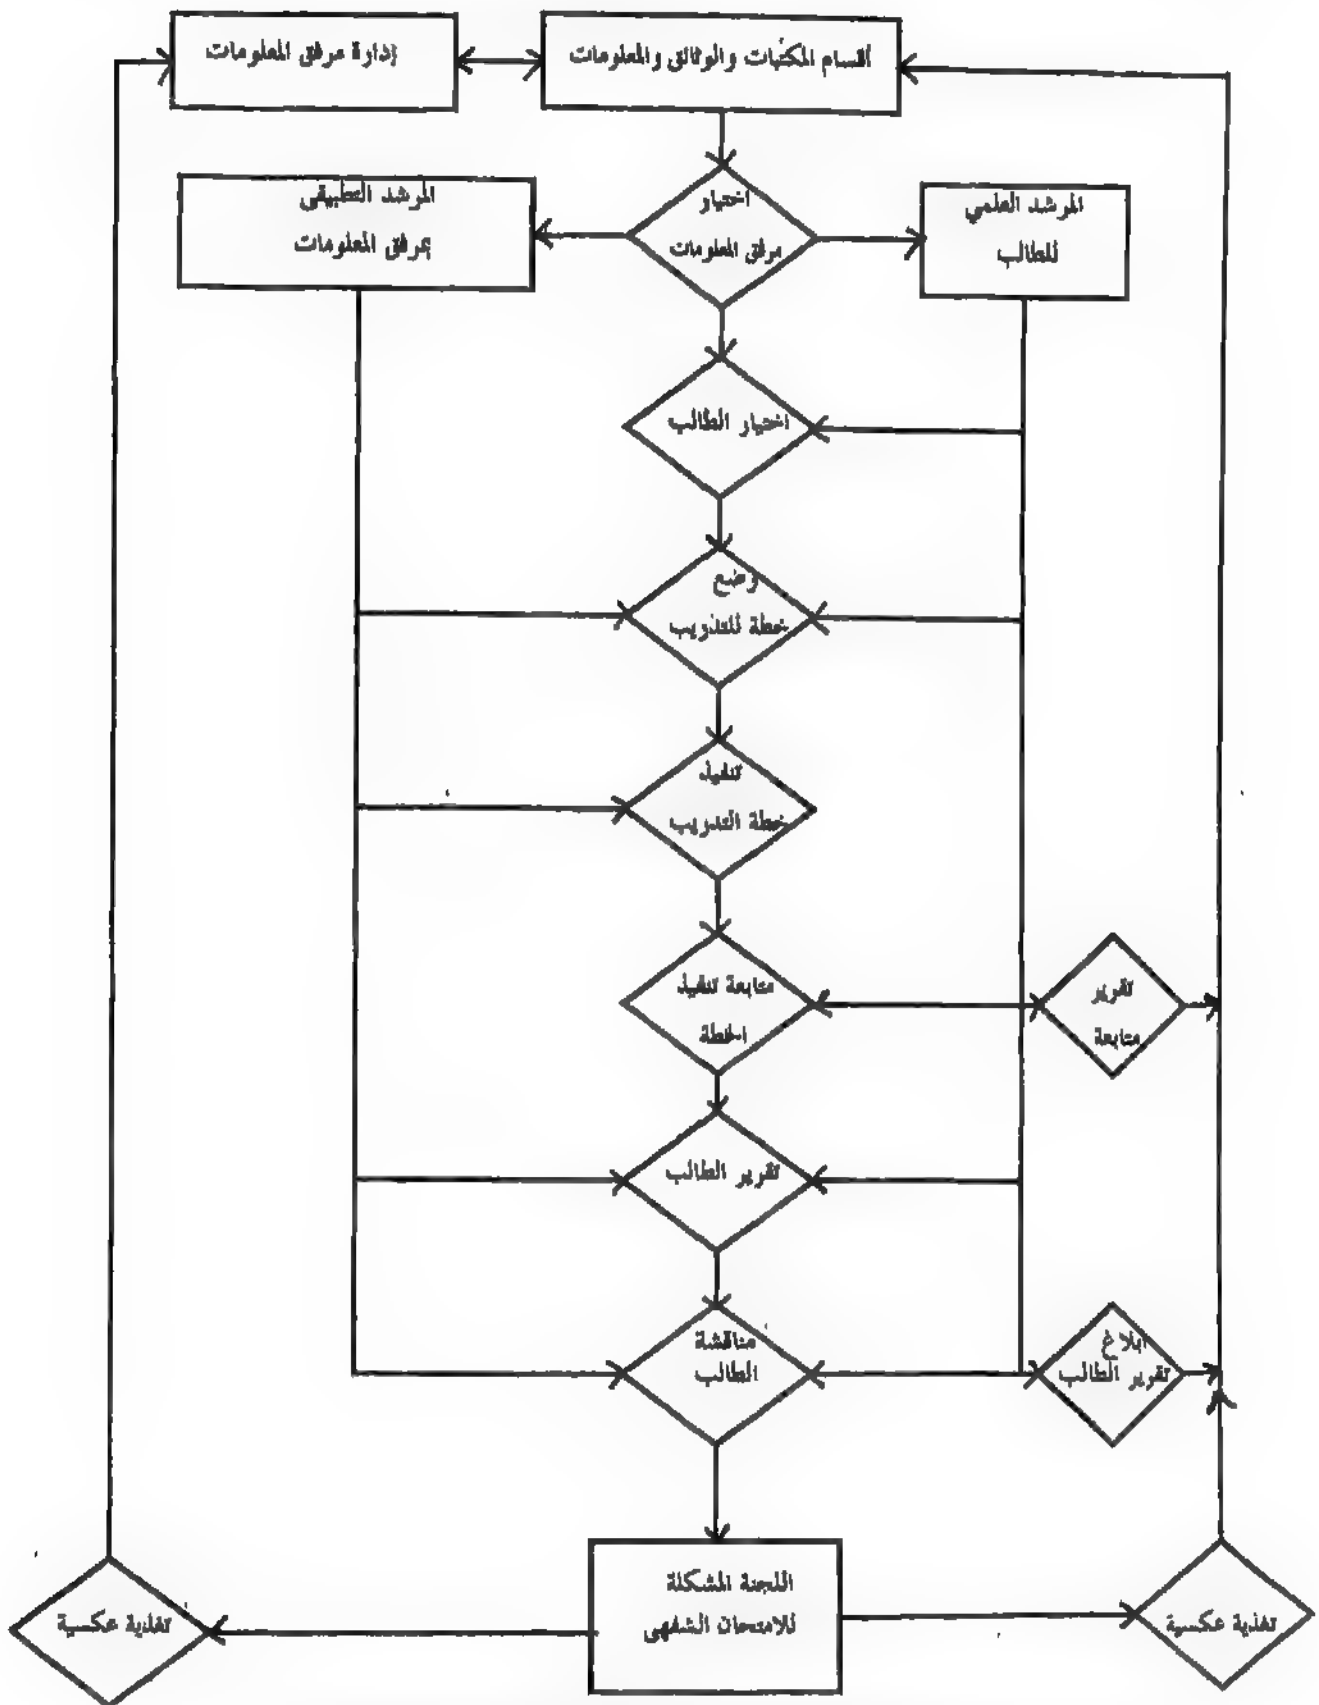 أقسام المكتبات والوثائق والمعلومات
إدارة مرفق المعلومات
اختيار
مرفق المعلومات
المرشد العلمي
للطالب
المرشد التطبيقى
بمرفق المعلومات
اختيار الطالب
وضع
خطة للتدريب
تنفيذ
خطة التدريب
متابعة تنفيذ
الخطة
تقرير
متابعة
تقرير الطالب
مناقشة
الطالب
ابلاغ
تقرير الطالب
اللجنة المشكلة
للامتحان الشفهى
تغذية عكسية
تغذية عكسية